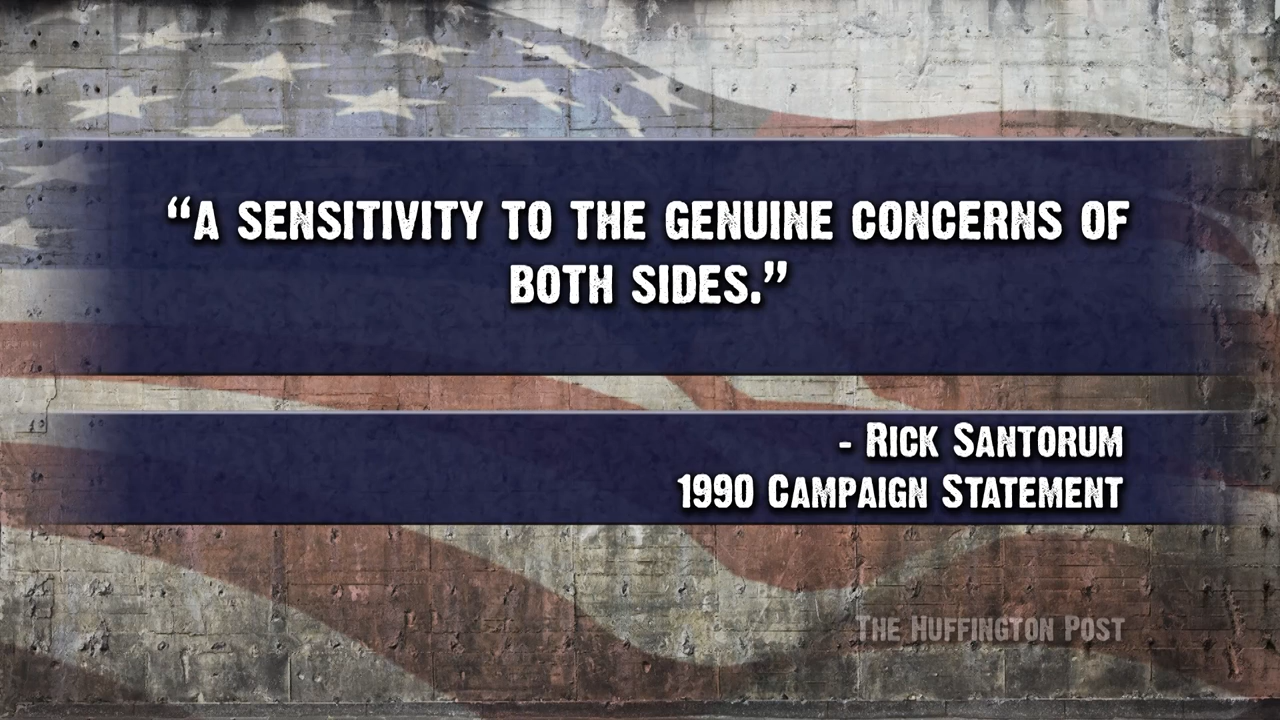 “A SENSITIVITY TO THE GENUINE CONCERNS OF
BOTH SIDES.”
- RICK SANTORUM
1990 CAMPAIGN STATEMENT
THE HUFFINGTON POST